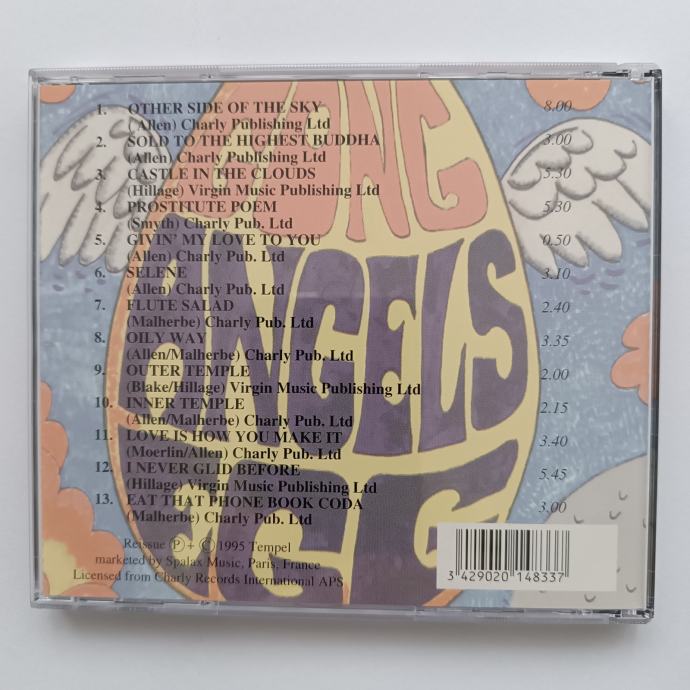 GONG
ANGELS
EGG
1. OTHER SIDE OF THE SKY 8.00
( Allen) Charly Publishing Ltd
2. SOLD TO THE HIGHEST BUDDHA 3.00
(Allen) Charly Publishing Ltd
3. CASTLE IN THE CLOUDS 5.30
(Hillage) Virgin Music Publishing Ltd
4. PROSTITUTE POEM 5.30
(Smyth) Charly Pub. Ltd
5. GIVIN' MY LOVE TO YOU 0.50
(Allen) Charly Pub. Ltd
6. SELENE 3.10
(Allen) Charly Pub. Ltd
7. FLUTE SALAD 2.40
(Malherbe) Charly Pub. Ltd
8. OILY WAY 3.35
(Allen/Malherbe) Charly Pub. Ltd
9. OUTER TEMPLE 2.00
(Blake/Hillage) Virgin Music Publishing Ltd
10. INNER TEMPLE 2.15
(Allen/Malherbe) Charly Pub. Ltd
11. LOVE IS HOW YOU MAKE IT 3.40
(Moerlin/Allen) Charly Pub. Ltd
12. I NEVER GLID BEFORE 5.45
(Hillage) Virgin Music Publishing Ltd
13. EAT THAT PHONE BOOK CODA 3.00
(Malherbe) Charly Pub. Ltd
Reissue Ⓟ + © 1995 Tempel
marketed by Spalax Music, Paris, France
Licensed from Charly Records International APS
3 429020 148337